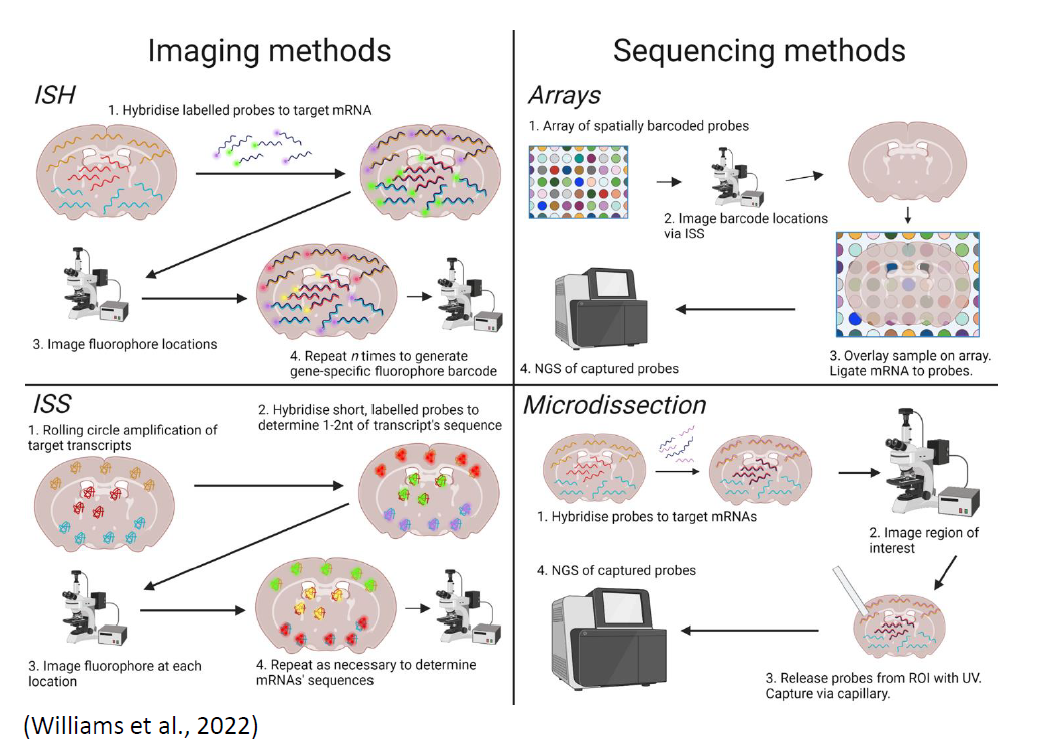 Imaging methods
Sequencing methods
ISH
1. Hybridise labelled probes to target mRNA
3. Image fluorophore locations
4. Repeat n times to generate
gene-specific fluorophore barcode
Arrays
1. Array of spatially barcoded probes
2. Image barcode locations
via ISS
3. Overlay sample on array.
Ligate mRNA to probes.
4. NGS of captured probes
ISS
1. Rolling circle amplification of
target transcripts
2. Hybridise short, labelled probes to
determine 1-2nt of transcript's sequence
3. Image fluorophore at each
location
4. Repeat as necessary to determine
mRNAs' sequences
Microdissection
1. Hybridise probes to target mRNAs
2. Image region of
interest
4. NGS of captured probes
3. Release probes from ROI with UV.
Capture via capillary.
(Williams et al., 2022)